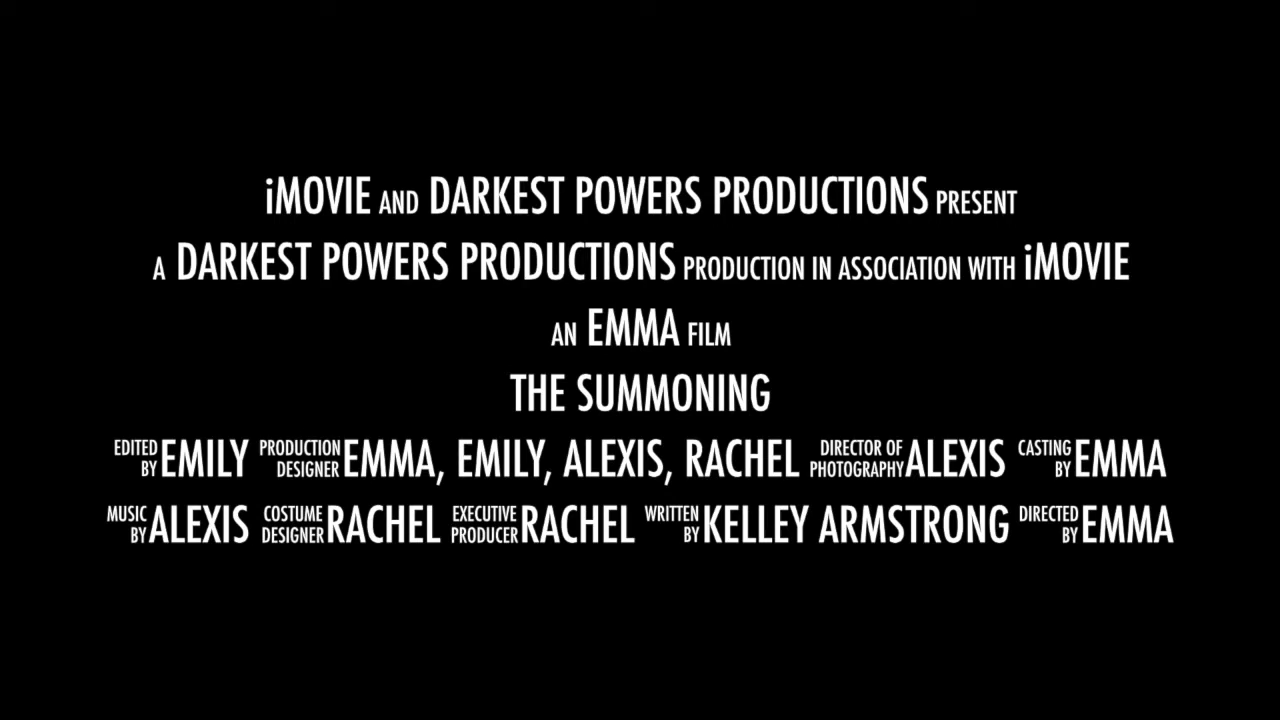 iMOVIE AND DARKEST POWERS PRODUCTIONS PRESENT
A DARKEST POWERS PRODUCTIONS PRODUCTION IN ASSOCIATION WITH iMOVIE
AN EMMA FILM
THE SUMMONING
EDITED BY EMILY PRODUCTION DESIGNER EMMA, EMILY, ALEXIS, RACHEL DIRECTOR OF PHOTOGRAPHY ALEXIS CASTING BY EMMA
MUSIC BY ALEXIS COSTUME DESIGNER RACHEL EXECUTIVE PRODUCER RACHEL WRITTEN BY KELLEY ARMSTRONG DIRECTED BY EMMA